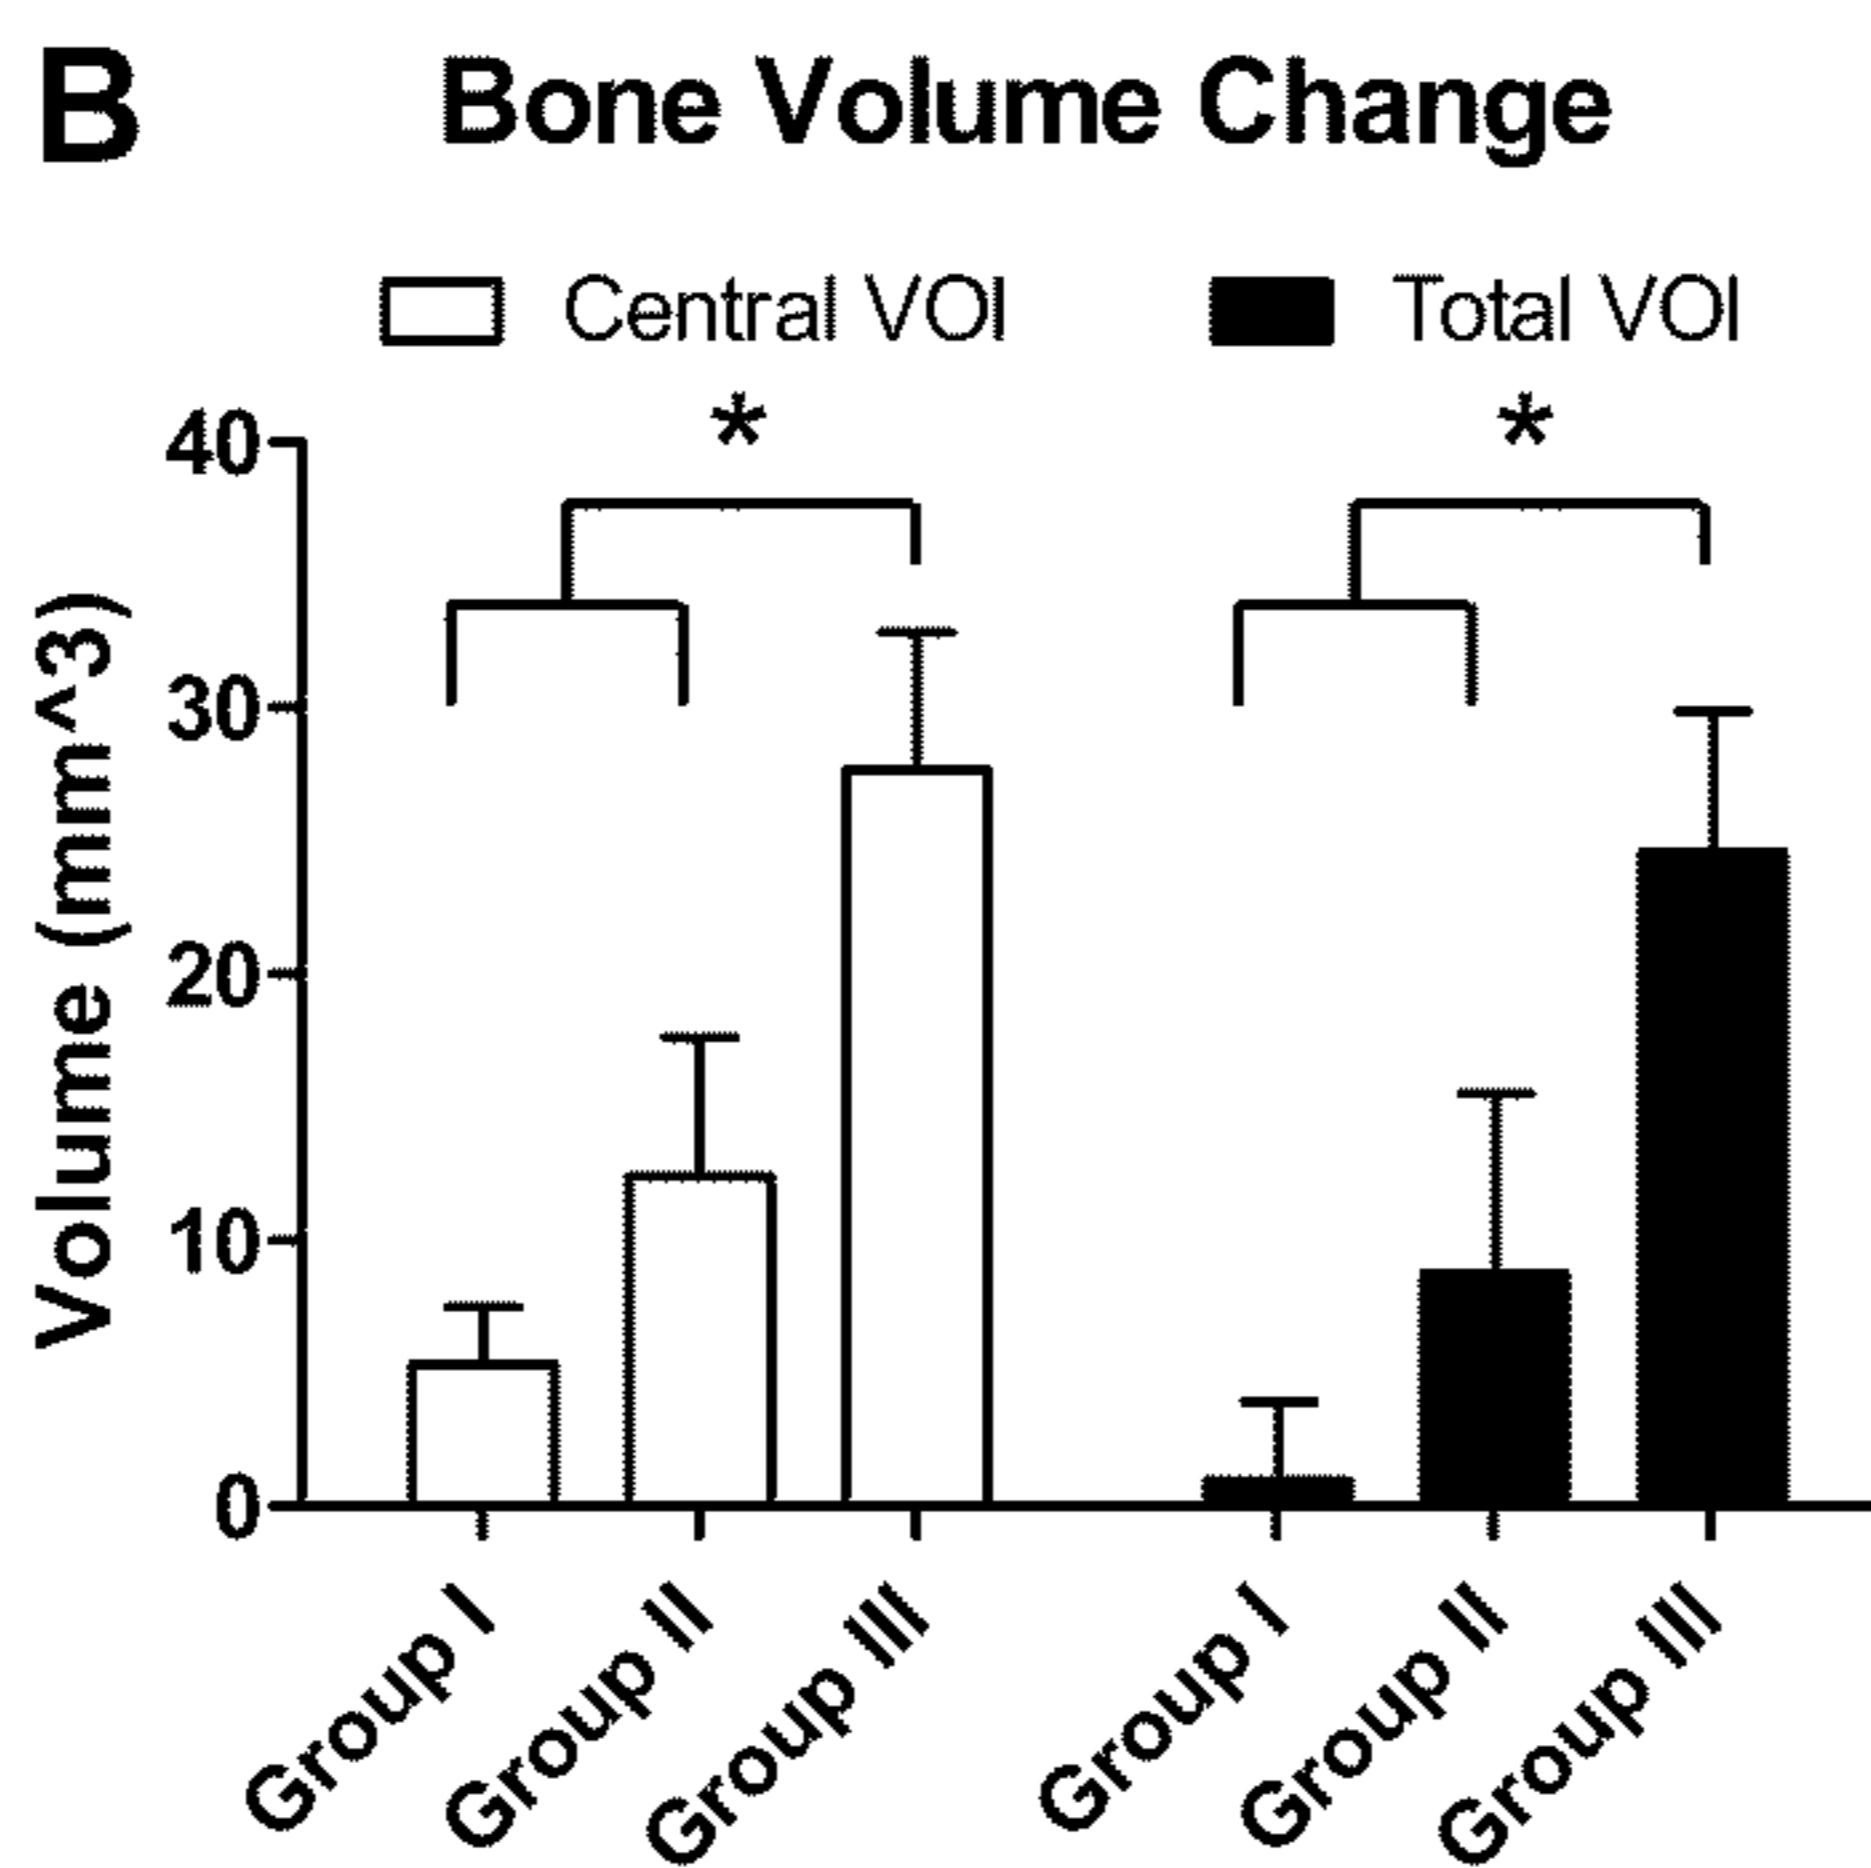 B Bone Volume Change
Central VOI Total VOI
* *
40
30
20
10
0
Volume (mm^3)
Group I Group II Group III Group I Group II Group III